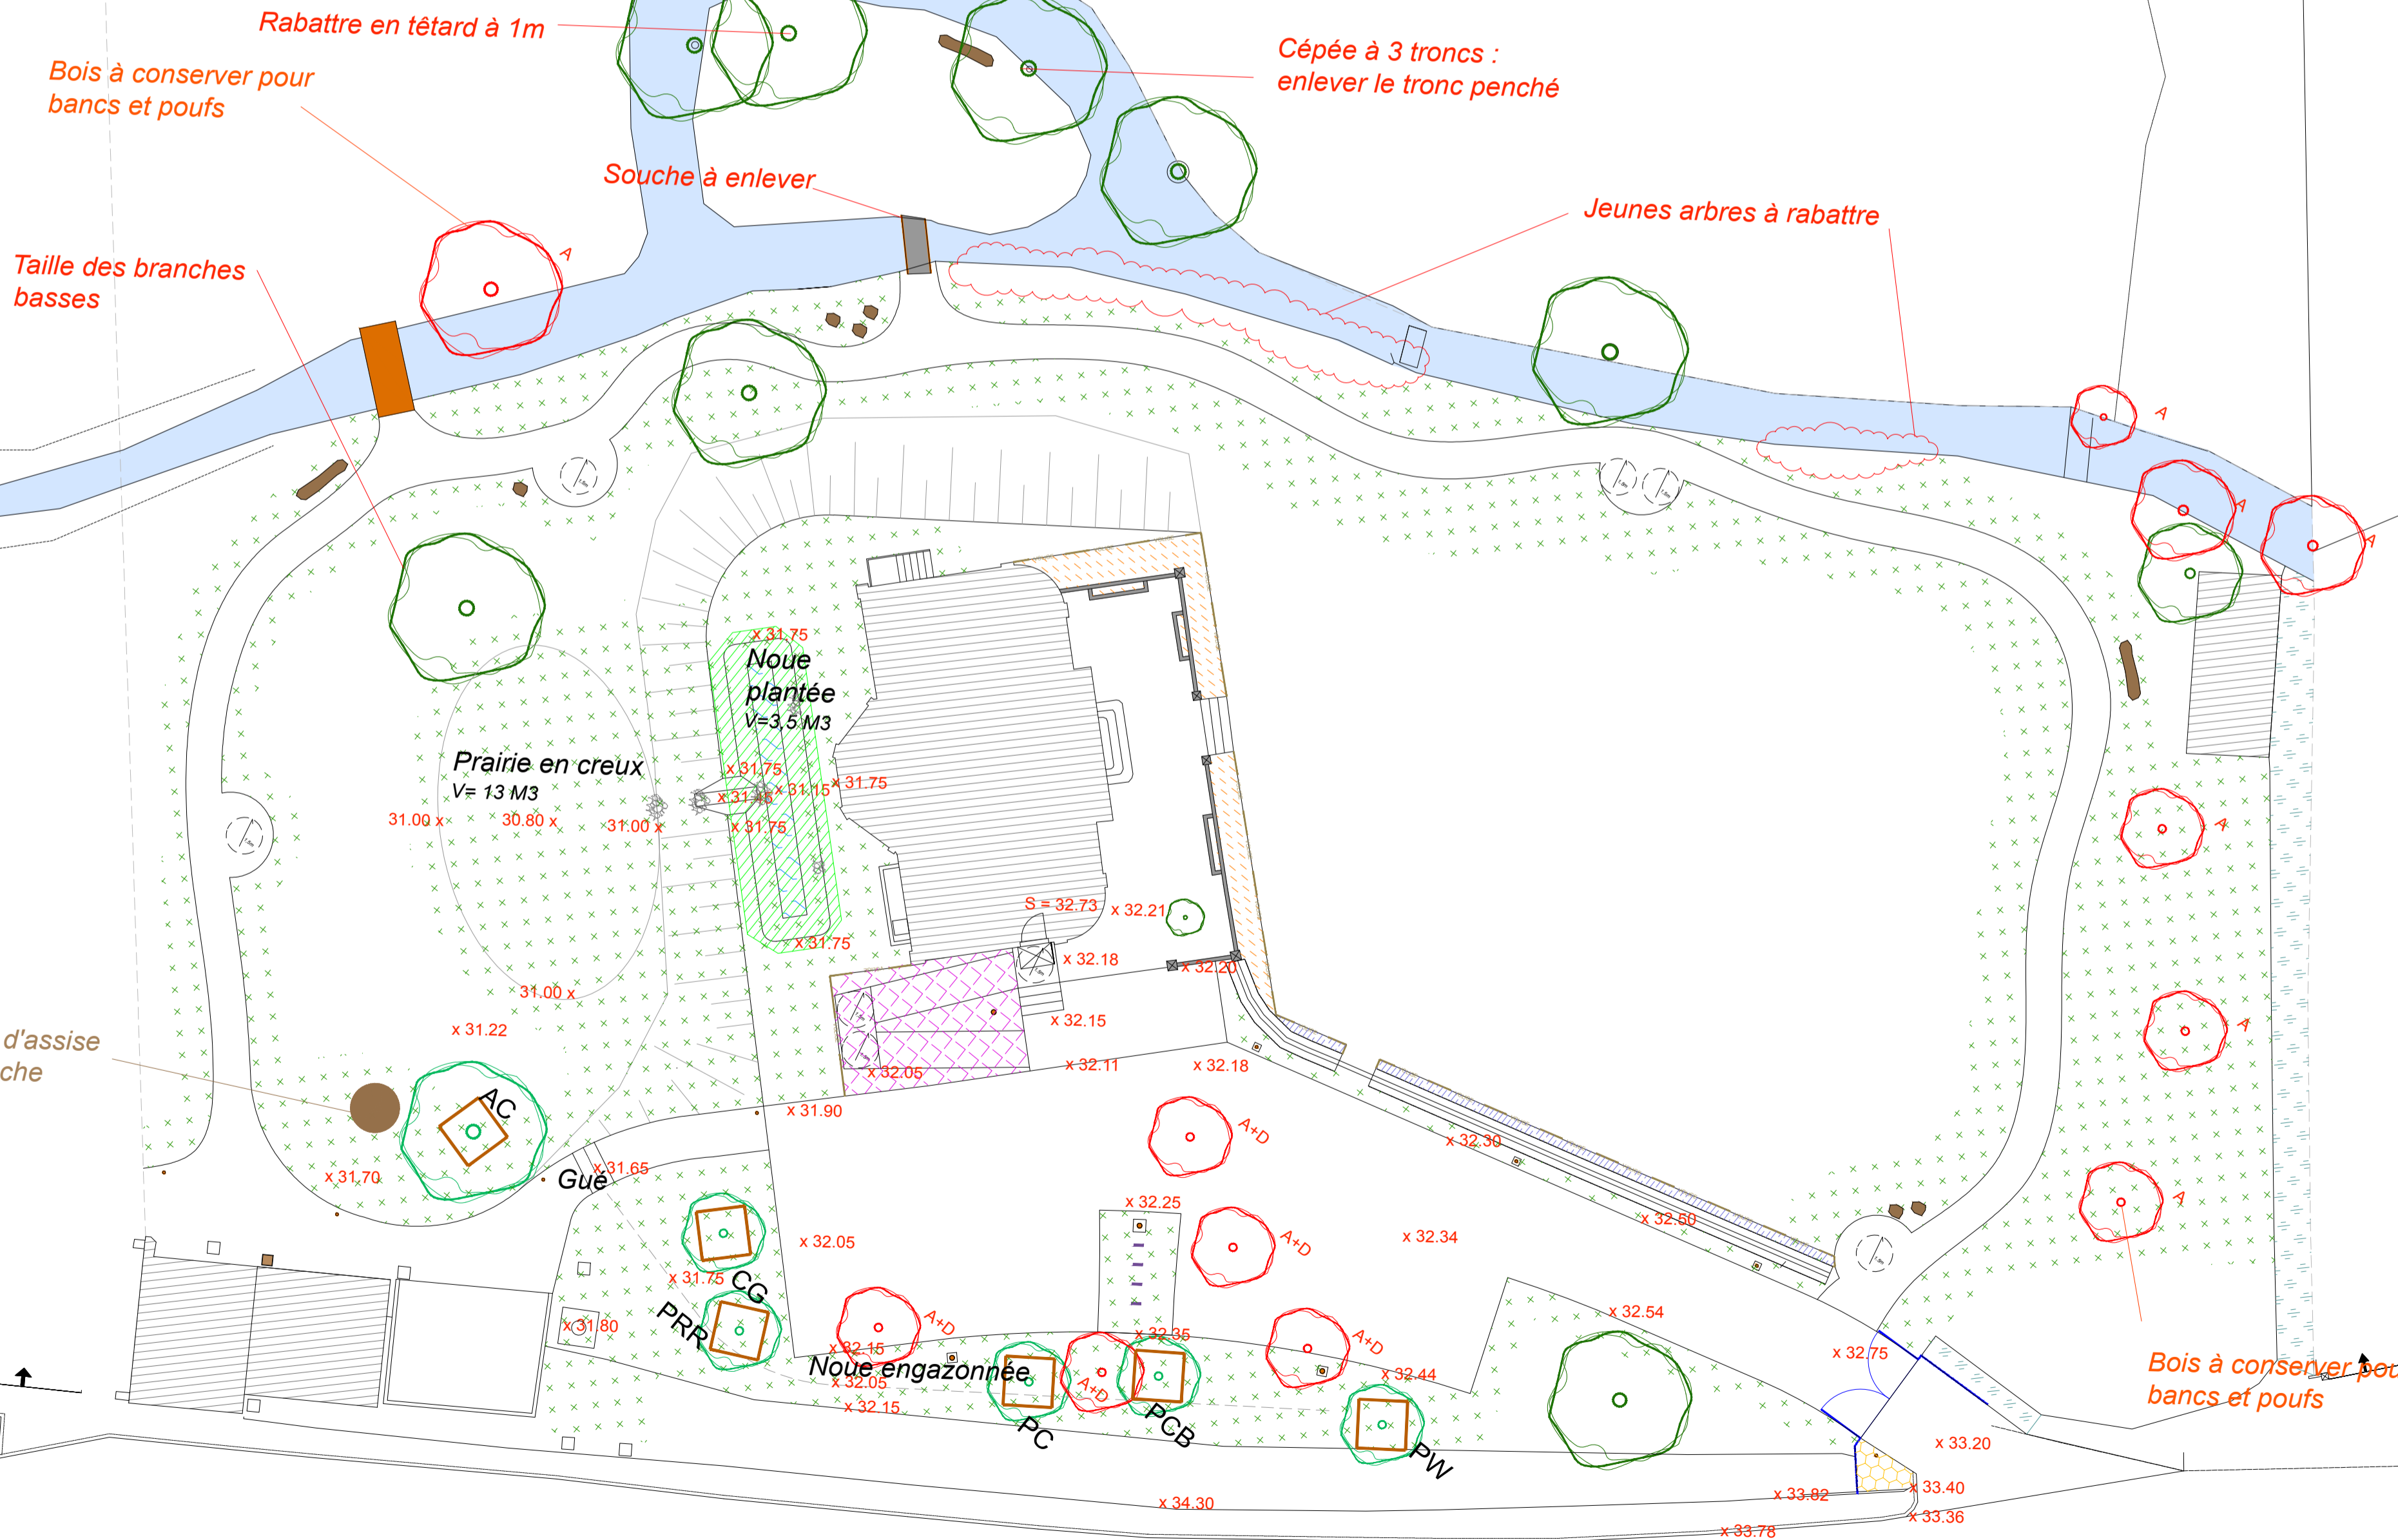 Rabattre en têtard à 1m
Cépée à 3 troncs :
enlever le tronc penché
Bois à conserver pour
bancs et poufs
Souche à enlever
Jeunes arbres à rabattre
A
Taille des branches
basses
A
A
A
x 31.75
Noue
plantée
V=3,5 M3
Prairie en creux
V= 13 M3
x 31.75
x 31.15
x 31.75
31.00 x
30.80 x
31.00 x
x 31.75
A
S = 32.73
x 32.21
x 31.75
x 32.18
x 32.20
31.00 x
x 31.22
x 32.15
A
d'assise
che
x 32.05
x 32.11
x 32.18
AC
x 31.90
A+D
x 32.30
x 31.70
Gué
x 31.65
x 32.25
A
x 32.50
x 32.05
A+D
x 32.34
x 31.75
CG
PRR
x 31.80
A+D
x 32.15
x 32.35
A+D
x 32.54
x 32.75
Noue engazonnée
x 32.05
A+D
x 32.44
Bois à conserver pou
bancs et poufs
x 32.15
PC
PCB
PW
x 33.20
x 34.30
x 33.82
x 33.40
x 33.36
x 33.78